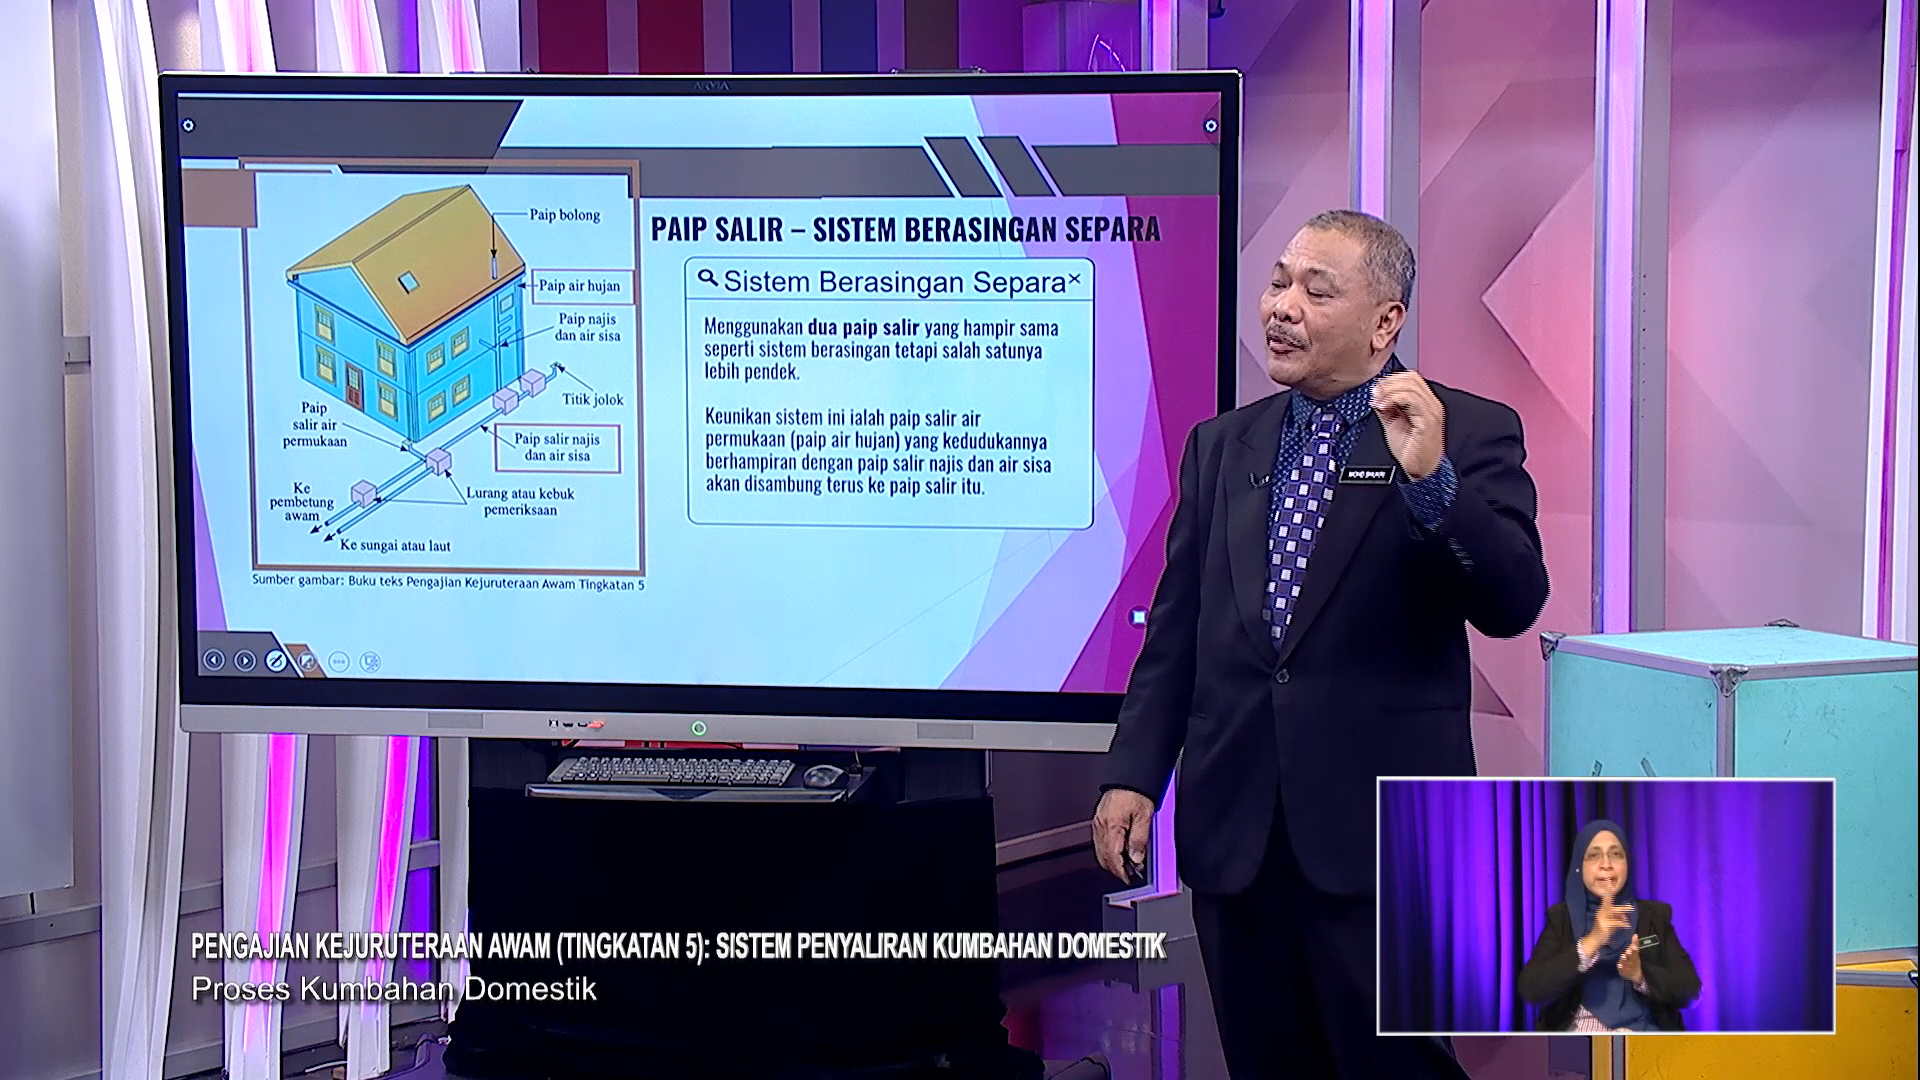 PAIP SALIR – SISTEM BERASINGAN SEPARA
Sistem Berasingan Separa
Menggunakan dua paip salir yang hampir sama
seperti sistem berasingan tetapi salah satunya
lebih pendek.
Keunikan sistem ini ialah paip salir air
permukaan (paip air hujan) yang kedudukannya
berhampiran dengan paip salir najis dan air sisa
akan disambung terus ke paip salir itu.
Paip bolong
Paip air hujan
Paip najis
dan air sisa
Titik jolok
Paip
salir air
permukaan
Paip salir najis
dan air sisa
Ke
pembetung
awam
Lurang atau kebuk
pemeriksaan
Ke sungai atau laut
Sumber gambar: Buku teks Pengajian Kejuruteraan Awam Tingkatan 5
PENGAJIAN KEJURUTERAAN AWAM (TINGKATAN 5): SISTEM PENYALIRAN KUMBAHAN DOMESTIK
Proses Kumbahan Domestik